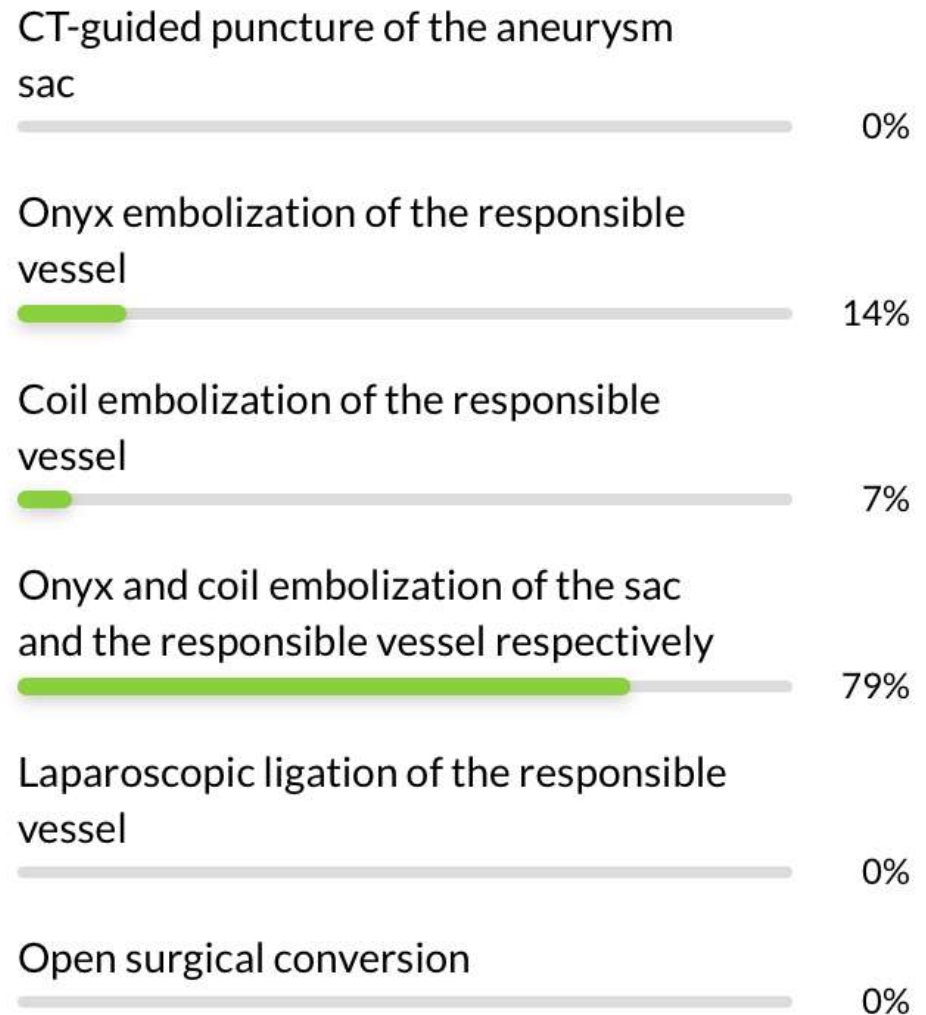 CT-guided puncture of the aneurysm
sac
0%
Onyx embolization of the responsible
vessel
14%
Coil embolization of the responsible
vessel
7%
Onyx and coil embolization of the sac
and the responsible vessel respectively
79%
Laparoscopic ligation of the responsible
vessel
0%
Open surgical conversion
0%